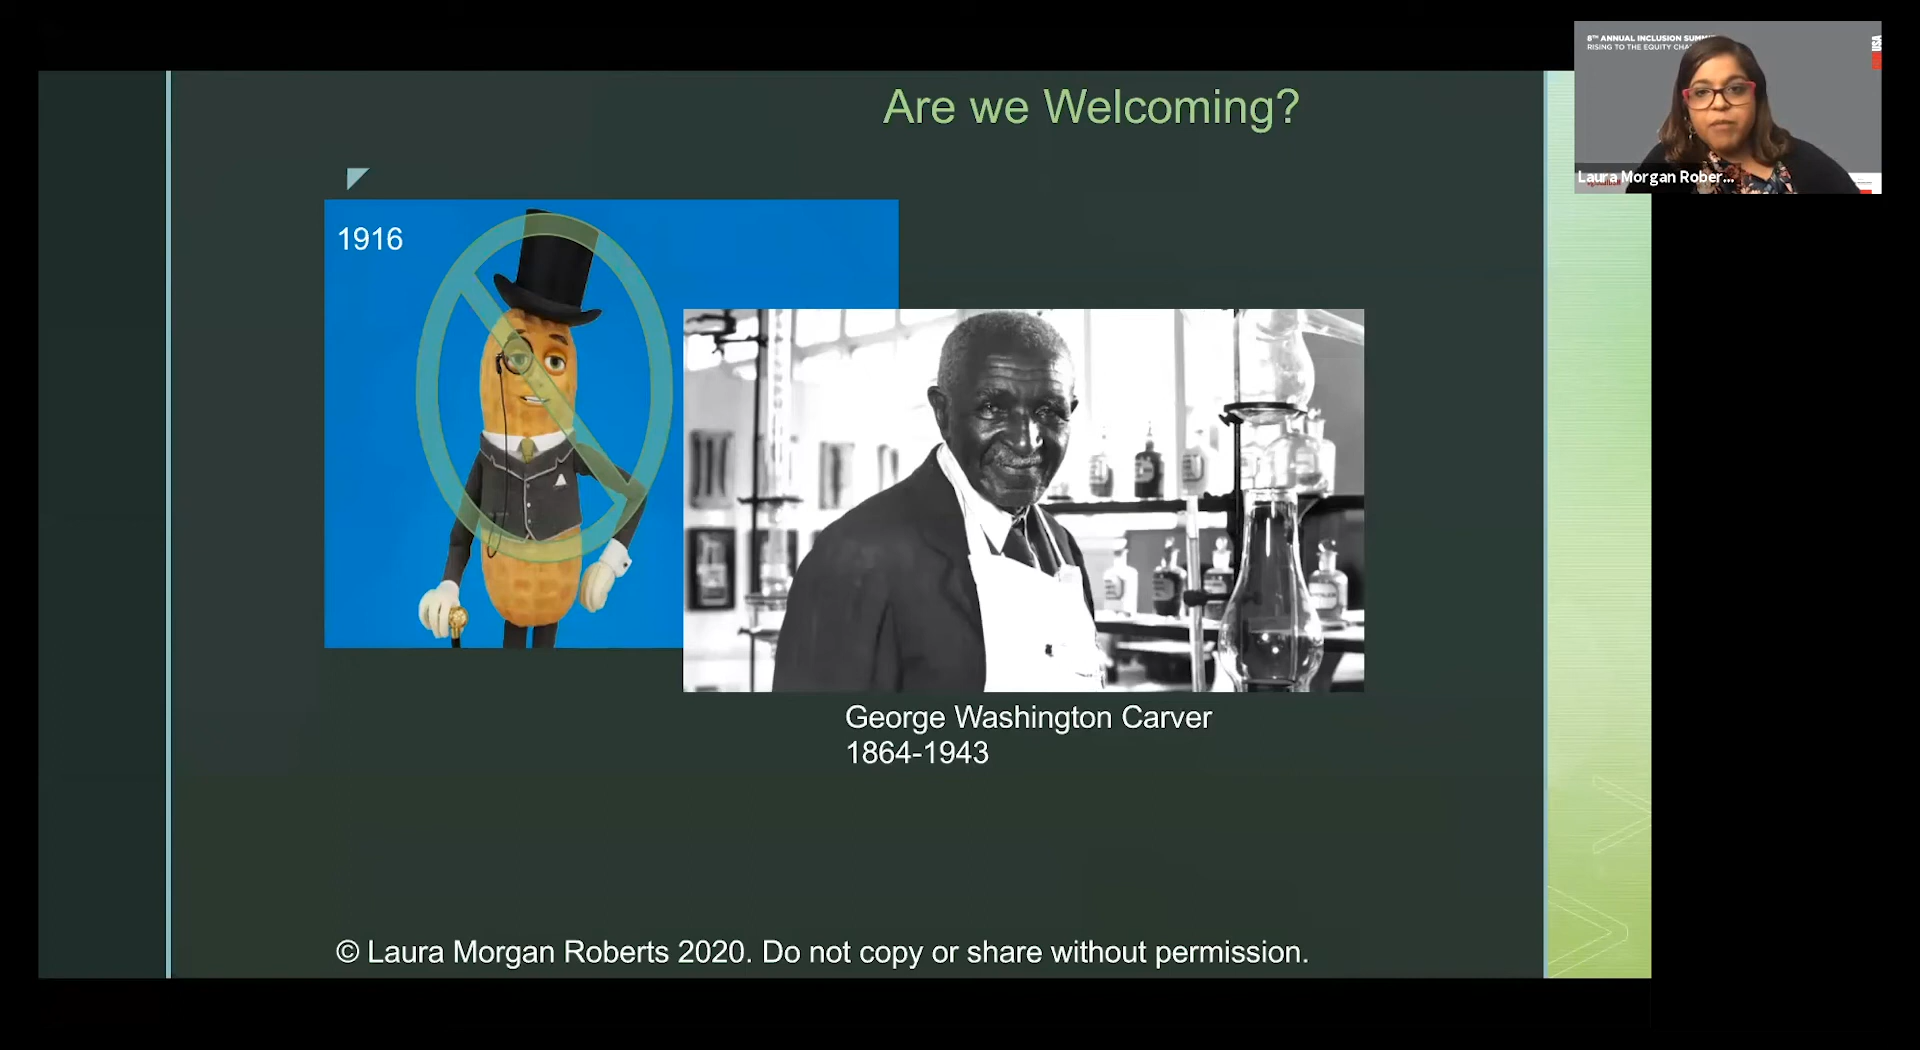 Are we Welcoming?
8TH ANNUAL INCLUSION SUMMIT
RISING TO THE EQUITY
USA
Laura Morgan Rober...
1916
George Washington Carver
1864-1943
© Laura Morgan Roberts 2020. Do not copy or share without permission.